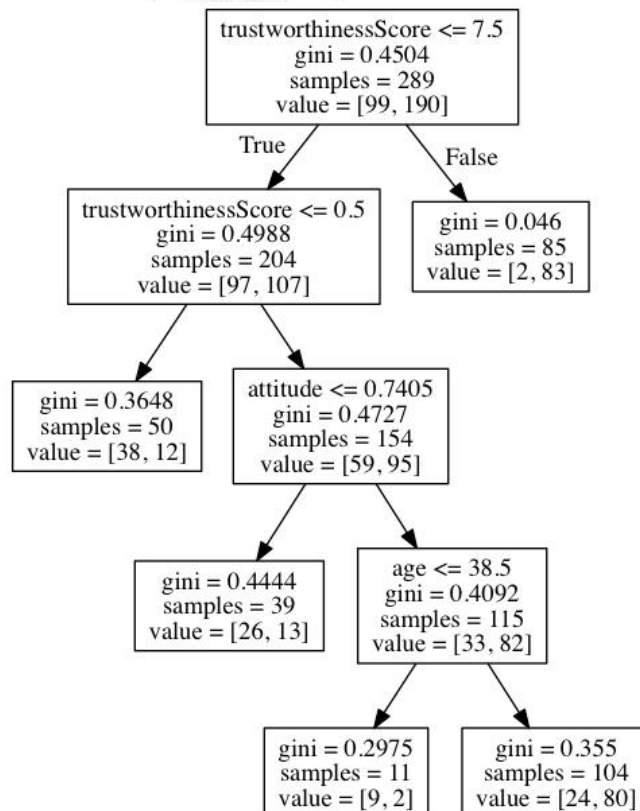 trustworthinessScore <= 7.5
gini = 0.4504
samples = 289
value = [99, 190]
True
False
trustworthinessScore <= 0.5
gini = 0.4988
samples = 204
value = [97, 107]
gini = 0.046
samples = 85
value = [2, 83]
gini = 0.3648
samples = 50
value = [38, 12]
attitude <= 0.7405
gini = 0.4727
samples = 154
value = [59, 95]
gini = 0.4444
samples = 39
value = [26, 13]
age <= 38.5
gini = 0.4092
samples = 115
value = [33, 82]
gini = 0.2975
samples = 11
value = [9, 2]
gini = 0.355
samples = 104
value = [24, 80]